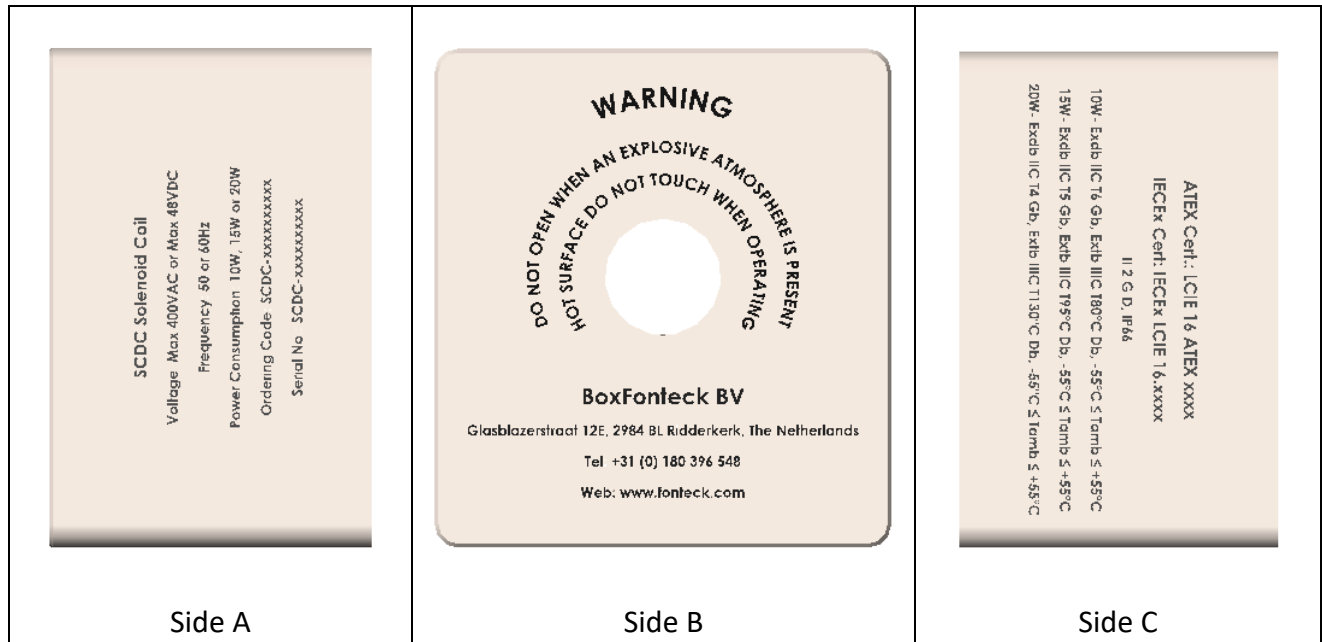 SCDC Solenoid Coil
Voltage Max 400VAC or Max 48VDC
Frequency 50 or 60Hz
Power Consumption 10W, 15W or 20W
Ordering Code SCDC-xxxxxxxxxx
Serial No SCDC-xxxxxxxxxx
Side A
WARNING
DO NOT OPEN WHEN AN EXPLOSIVE ATMOSPHERE IS PRESENT
HOT SURFACE DO NOT TOUCH WHEN OPERATING
BoxFonteck BV
Glasblazerstraat 12E, 2984 BL Ridderkerk, The Netherlands
Tel +31 (0) 180 396 548
Web: www.fonteck.com
Side B
ATEX Cert.: LCIE 16 ATEX xxxx
IECEx Cert: IECEx LCIE 16.xxxx
II 2 G D, IP66
10W- Exdb IIC T6 Gb, Extb IIIC T80°C Db, -55°C ≤ Tamb ≤ +55°C
15W- Exdb IIC T5 Gb, Extb IIIC T95°C Db, -55°C ≤ Tamb ≤ +55°C
20W- Exdb IIC T4 Gb, Extb IIIC T130°C Db, -55°C ≤ Tamb ≤ +55°C
Side C